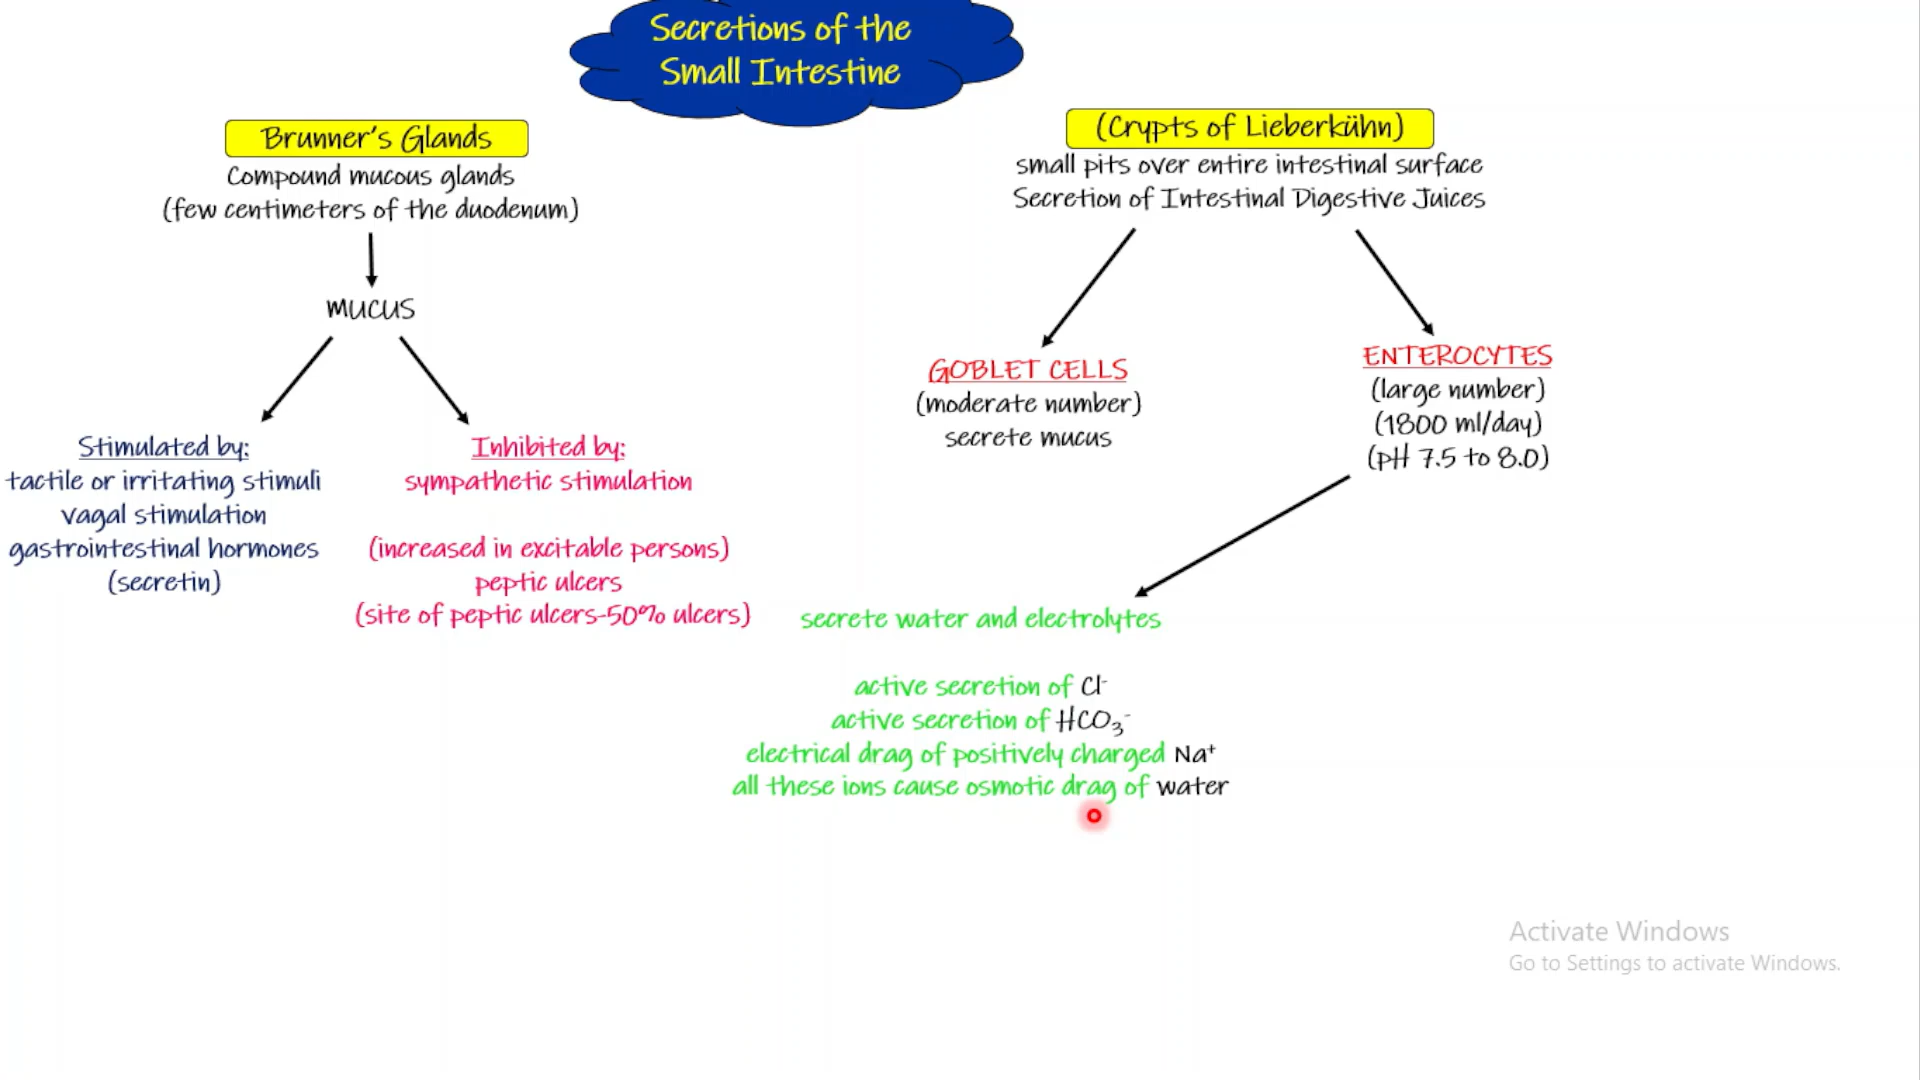 Secretions of the
Small Intestine
Brunner's Glands
Compound mucous glands
(few centimeters of the duodenum)
MUCUS
Stimulated by:
tactile or irritating stimuli
vagal stimulation
gastrointestinal hormones
(secretin)
Inhibited by:
sympathetic stimulation
(increased in excitable persons)
peptic ulcers
(site of peptic ulcers-50% ulcers)
(Crypts of Lieberkühn)
small pits over entire intestinal surface
Secretion of Intestinal Digestive Juices
GOBLET CELLS
(moderate number)
secrete mucus
ENTEROCYTES
(large number)
(1800 ml/day)
(pH 7.5 to 8.0)
secrete water and electrolytes
active secretion of Cl⁻
active secretion of HCO₃⁻
electrical drag of positively charged Na⁺
all these ions cause osmotic drag of water
Activate Windows
Go to Settings to activate Windows.